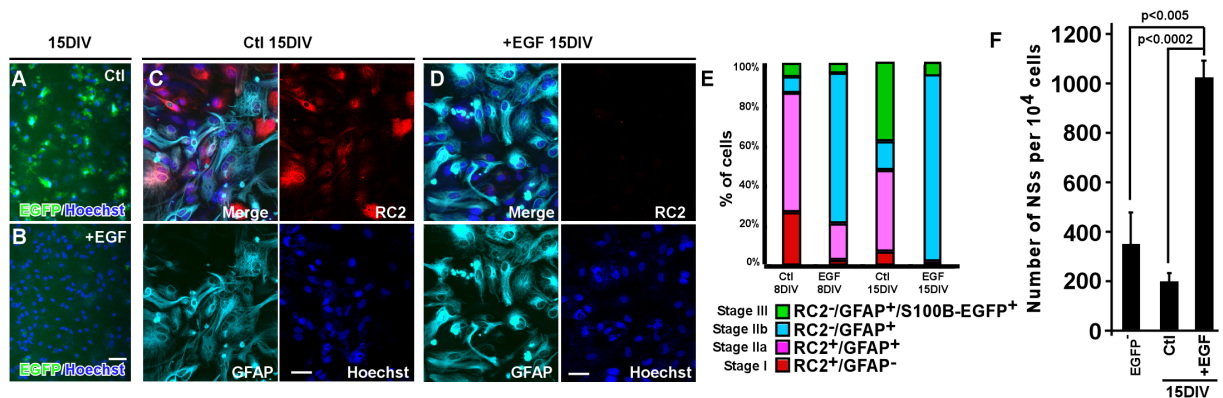 15DIV
Ctl 15DIV
+EGF 15DIV
A
Ctl
EGFP/Hoechst
B
+EGF
EGFP/Hoechst
C
Merge
RC2
GFAP
Hoechst
D
Merge
RC2
GFAP
Hoechst
E
% of cells
100%
80%
60%
40%
20%
0%
Ctl
8DIV
EGF
8DIV
Ctl
15DIV
EGF
15DIV
Stage III RC2⁻/GFAP⁺/S100B-EGFP⁺
Stage IIb RC2⁻/GFAP⁺
Stage IIa RC2⁺/GFAP⁺
Stage I RC2⁺/GFAP⁻
F
p<0.005
p<0.0002
Number of NSs per 10⁴ cells
1200
1000
800
600
400
200
0
EGFP⁻
Ctl
+EGF
15DIV